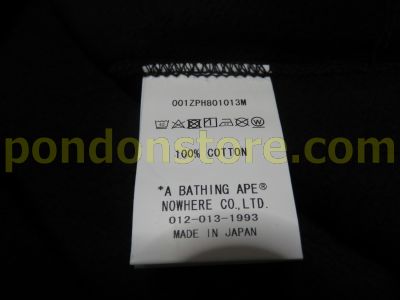 001ZPH801013M
pondonstore.com
100% COTTON
*A BATHING APE®
NOWHERE CO.,LTD.
012-013-1993
MADE IN JAPAN